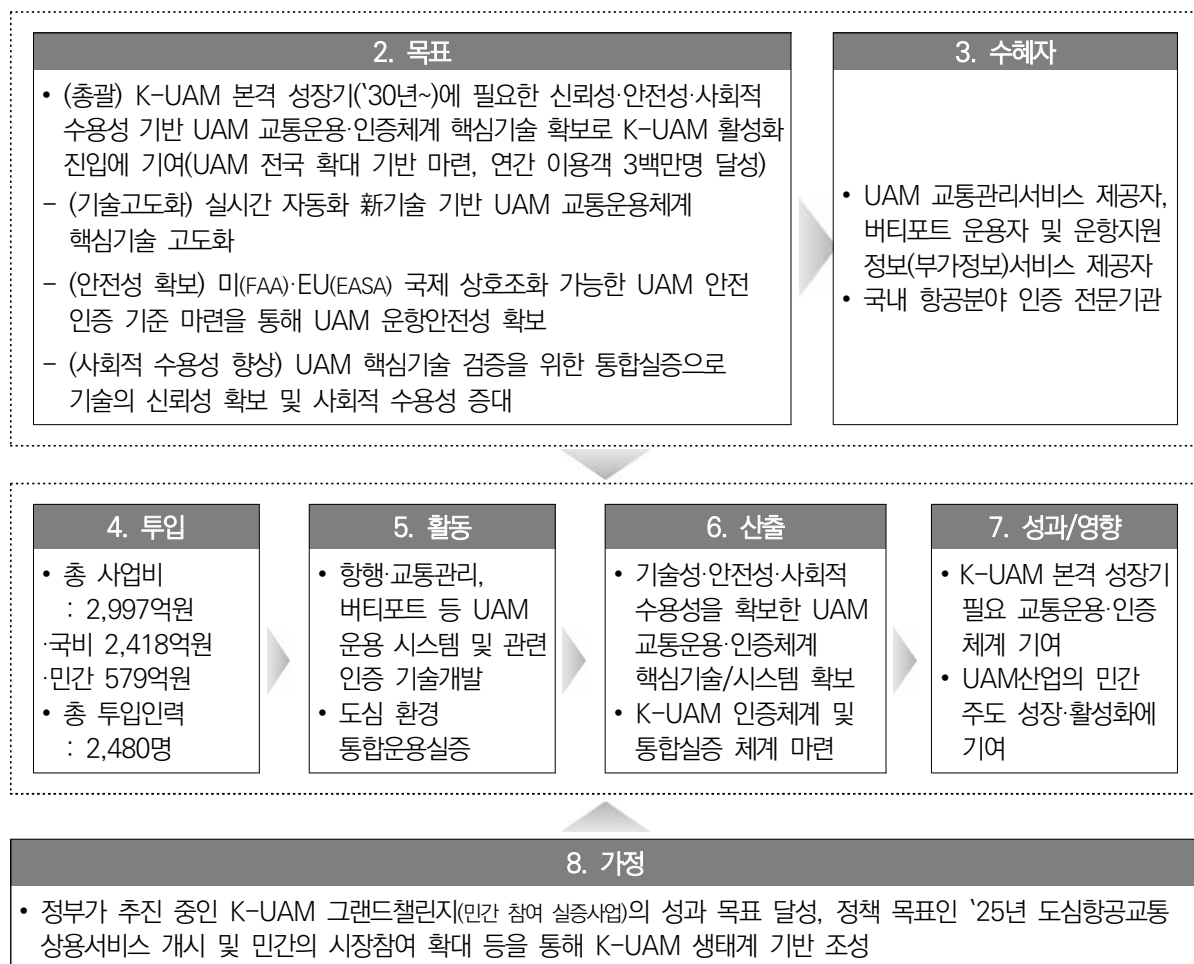 2. 목표
• (총괄) K-UAM 본격 성장기(`30년~)에 필요한 신뢰성·안전성·사회적
수용성 기반 UAM 교통운용·인증체계 핵심기술 확보로 K-UAM 활성화
진입에 기여(UAM 전국 확대 기반 마련, 연간 이용객 3백만명 달성)
- (기술고도화) 실시간 자동화 新기술 기반 UAM 교통운용체계
핵심기술 고도화
- (안전성 확보) 미(FAA)·EU(EASA) 국제 상호조화 가능한 UAM 안전
인증 기준 마련을 통해 UAM 운항안전성 확보
- (사회적 수용성 향상) UAM 핵심기술 검증을 위한 통합실증으로
기술의 신뢰성 확보 및 사회적 수용성 증대
3. 수혜자
• UAM 교통관리서비스 제공자,
버티포트 운용자 및 운항지원
정보(부가정보)서비스 제공자
• 국내 항공분야 인증 전문기관
4. 투입
• 총 사업비
: 2,997억원
·국비 2,418억원
·민간 579억원
• 총 투입인력
: 2,480명
5. 활동
• 항행·교통관리,
버티포트 등 UAM
운용 시스템 및 관련
인증 기술개발
• 도심 환경
통합운용실증
6. 산출
• 기술성·안전성·사회적
수용성을 확보한 UAM
교통운용·인증체계
핵심기술/시스템 확보
• K-UAM 인증체계 및
통합실증 체계 마련
7. 성과/영향
• K-UAM 본격 성장기
필요 교통운용·인증
체계 기여
• UAM산업의 민간
주도 성장·활성화에
기여
8. 가정
• 정부가 추진 중인 K-UAM 그랜드챌린지(민간 참여 실증사업)의 성과 목표 달성, 정책 목표인 `25년 도심항공교통
상용서비스 개시 및 민간의 시장참여 확대 등을 통해 K-UAM 생태계 기반 조성